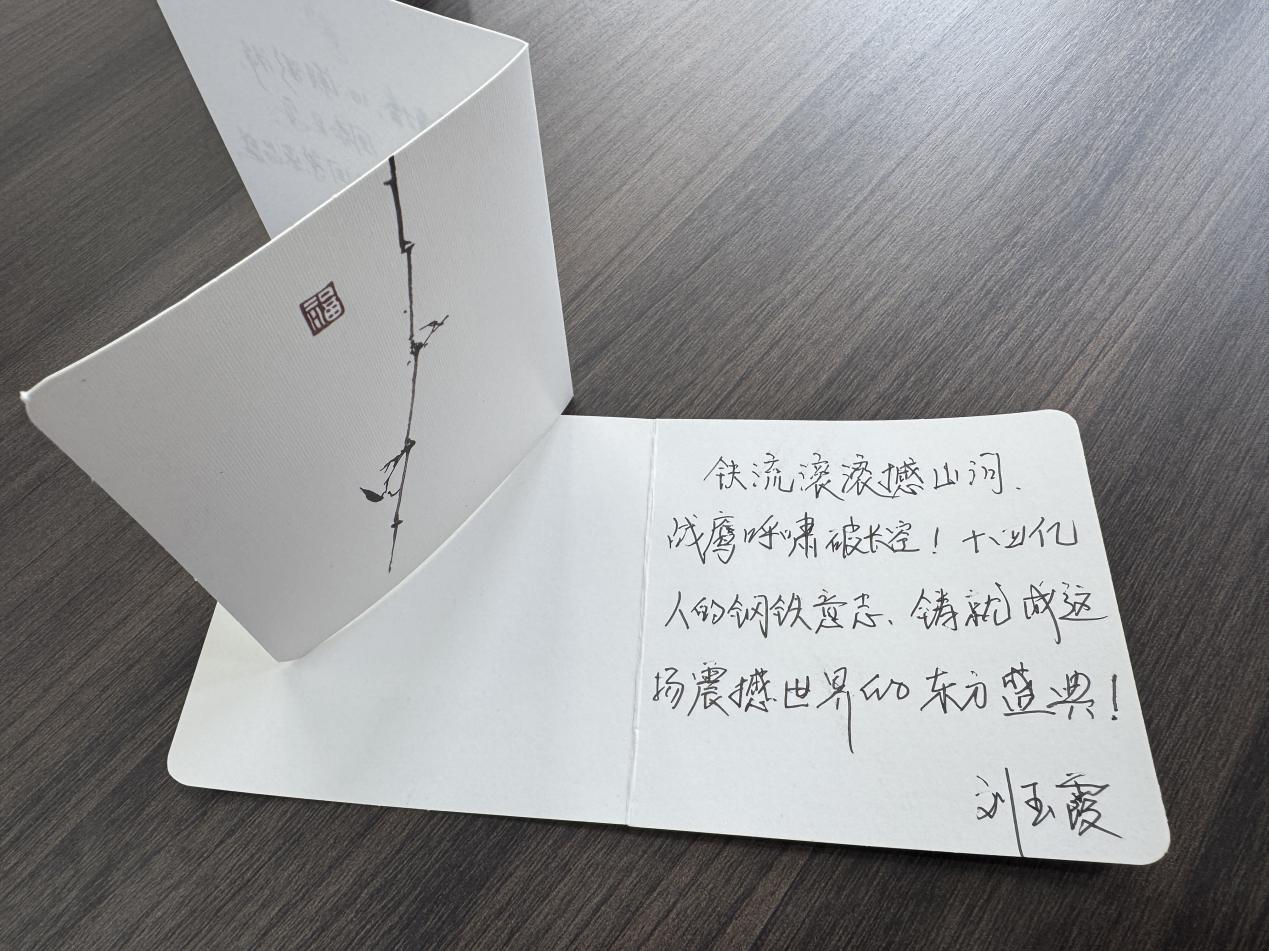 福
铁流滚滚撼山河.
战鹰呼啸破长空！十四亿
人的钢铁意志、铸就成这
场震撼世界的东方盛典！
刘玉霞